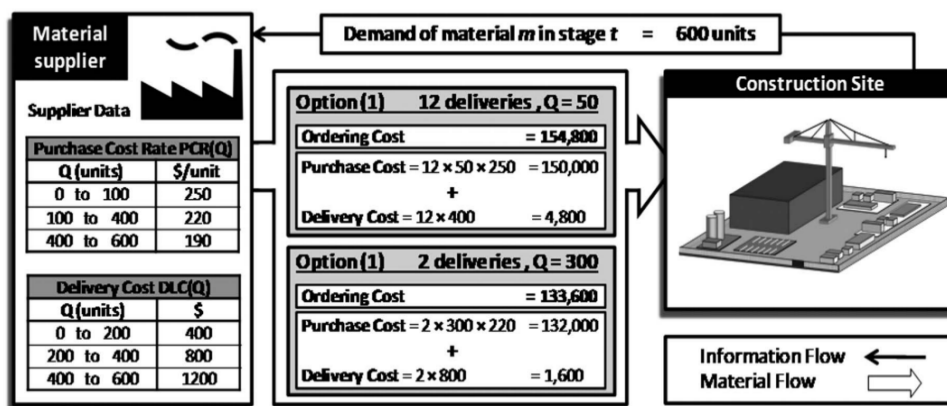 Material
supplier
Supplier Data
Purchase Cost Rate PCR(Q)
Q (units) $/unit
0 to 100 250
100 to 400 220
400 to 600 190
Delivery Cost DLC(Q)
Q (units) $
0 to 200 400
200 to 400 800
400 to 600 1200
Demand of material m in stage t = 600 units
Option (1) 12 deliveries , Q = 50
Ordering Cost = 154,800
Purchase Cost = 12 × 50 × 250 = 150,000
+
Delivery Cost = 12 × 400 = 4,800
Option (1) 2 deliveries , Q = 300
Ordering Cost = 133,600
Purchase Cost = 2 × 300 × 220 = 132,000
+
Delivery Cost = 2 × 800 = 1,600
Construction Site
Information Flow
Material Flow